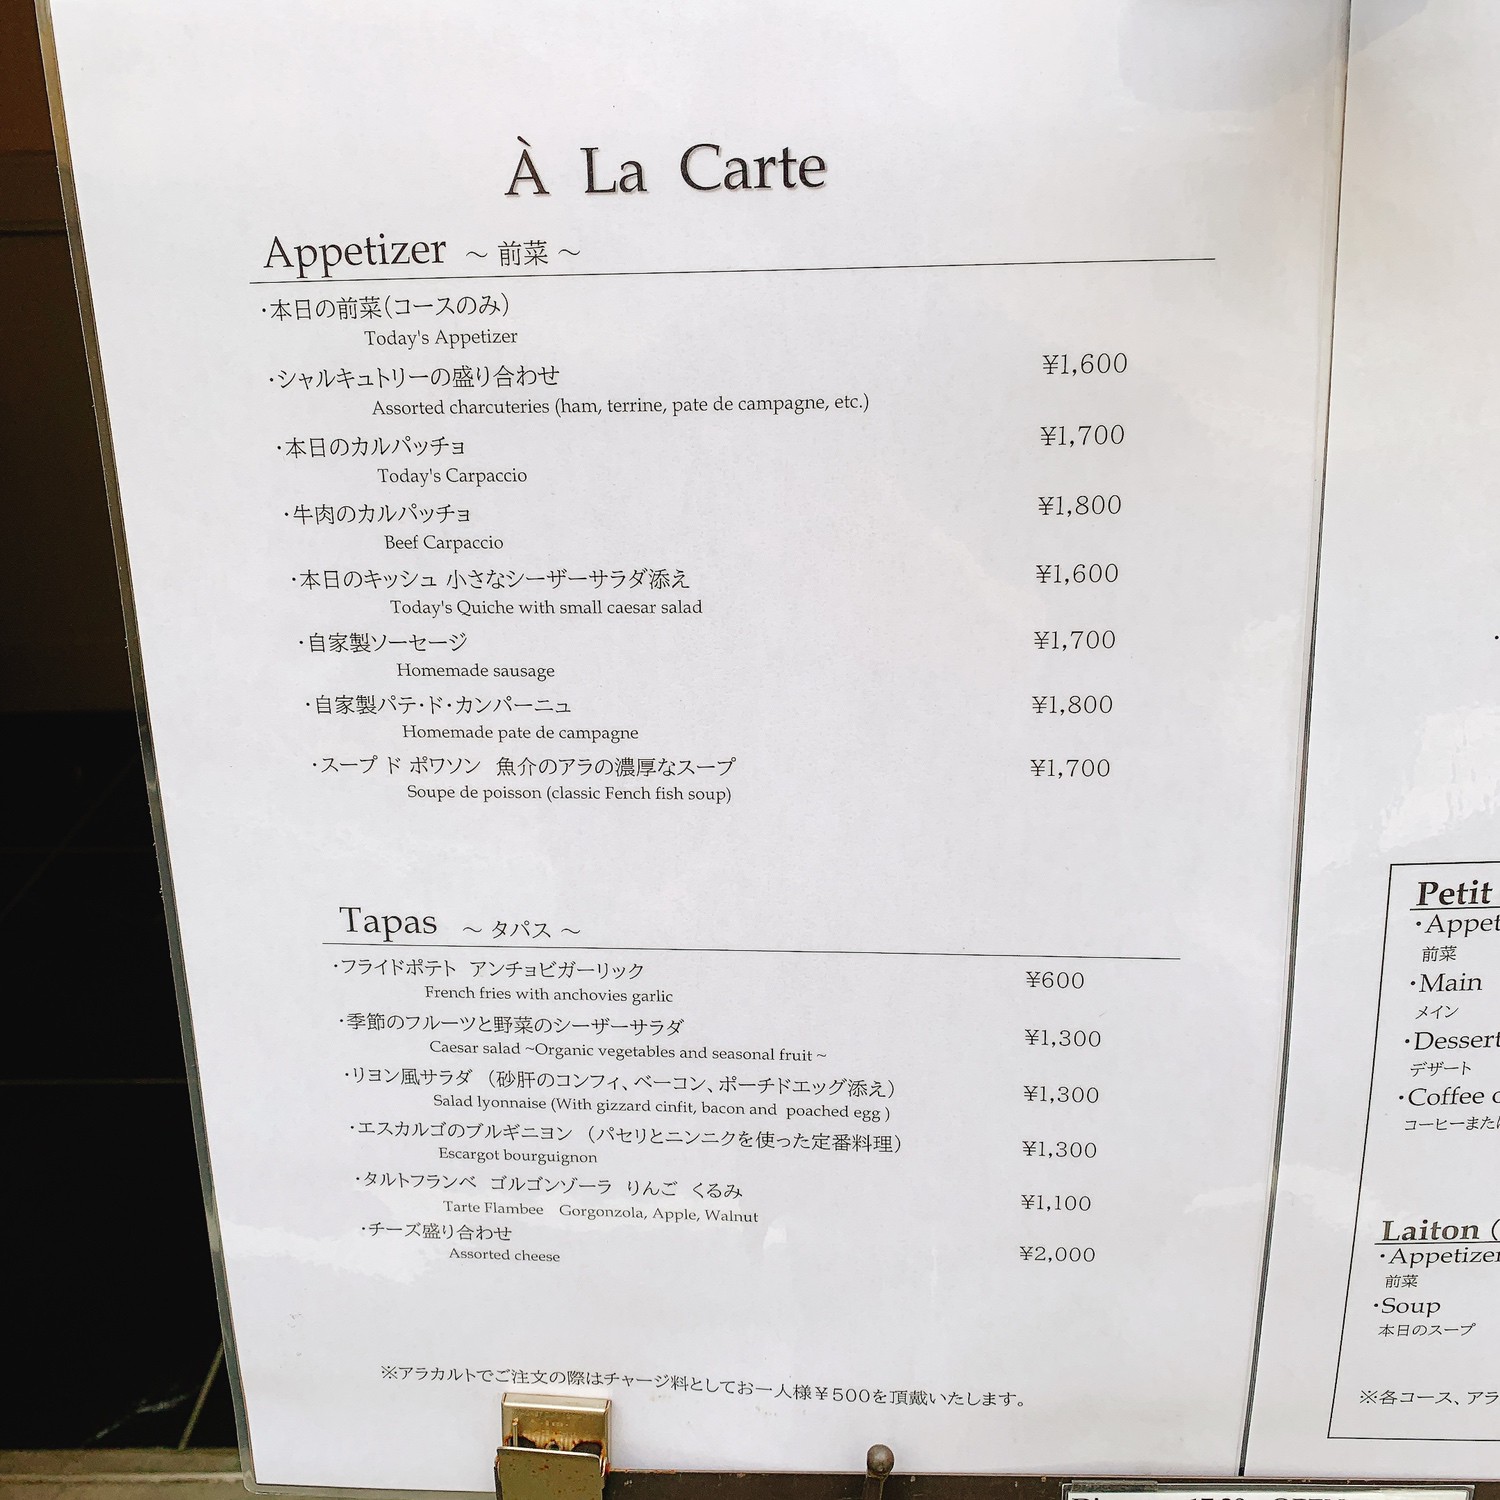 À La Carte
Appetizer ～ 前菜 ～
・本日の前菜（コースのみ）
Today's Appetizer
・シャルキュトリーの盛り合わせ ¥1,600
Assorted charcuteries (ham, terrine, pate de campagne, etc.)
・本日のカルパッチョ ¥1,700
Today's Carpaccio
・牛肉のカルパッチョ ¥1,800
Beef Carpaccio
・本日のキッシュ 小さなシーザーサラダ添え ¥1,600
Today's Quiche with small caesar salad
・自家製ソーセージ ¥1,700
Homemade sausage
・自家製パテ・ド・カンパーニュ ¥1,800
Homemade pate de campagne
・スープ ド ポワソン 魚介のアラの濃厚なスープ ¥1,700
Soupe de poisson (classic Fench fish soup)
Tapas ～ タパス ～
・フライドポテト アンチョビガーリック ¥600
French fries with anchovies garlic
・季節のフルーツと野菜のシーザーサラダ ¥1,300
Caesar salad ~Organic vegetables and seasonal fruit ~
・リヨン風サラダ （砂肝のコンフィ、ベーコン、ポーチドエッグ添え） ¥1,300
Salad lyonnaise (With gizzard cinfit, bacon and poached egg )
・エスカルゴのブルギニヨン （パセリとニンニクを使った定番料理） ¥1,300
Escargot bourguignon
・タルトフランベ ゴルゴンゾーラ りんご くるみ ¥1,100
Tarte Flambee Gorgonzola, Apple, Walnut
・チーズ盛り合わせ ¥2,000
Assorted cheese
※アラカルトでご注文の際はチャージ料としてお一人様￥500を頂戴いたします。
Petit
・Appet
前菜
・Main
メイン
・Dessert
デザート
・Coffee
コーヒーまた
Laiton (
・Appetizer
前菜
・Soup
本日のスープ
※各コース、アラ